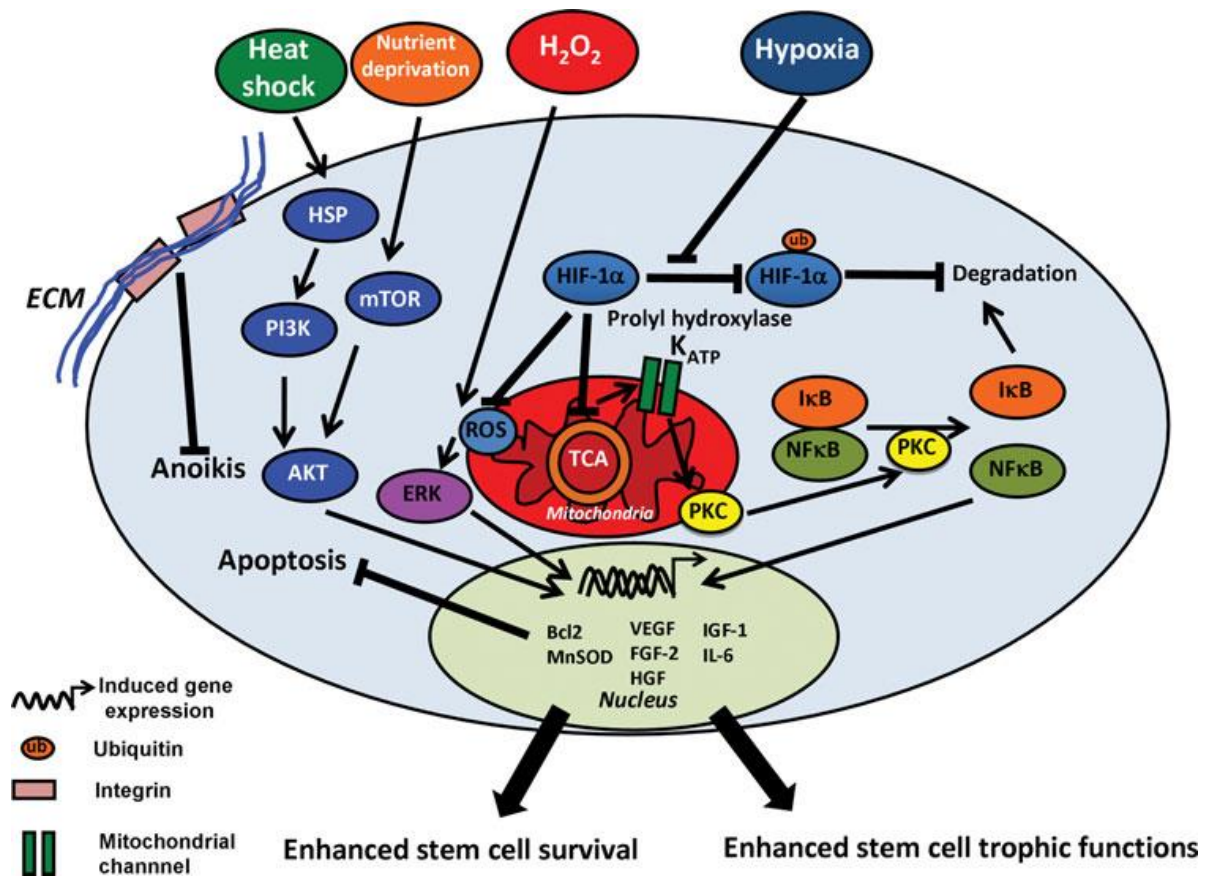 Heat
shock
Nutrient
deprivation
H₂O₂
Hypoxia
HSP
ub
HIF-1α
HIF-1α
Degradation
ECM
mTOR
PI3K
Prolyl hydroxylase
K_ATP
IκB
IκB
ROS
NFκB
PKC
Anoikis
AKT
TCA
NFκB
ERK
Mitochondria
PKC
Apoptosis
Bcl2
VEGF
IGF-1
MnSOD
FGF-2
IL-6
HGF
Nucleus
Induced gene
expression
ub
Ubiquitin
Integrin
Mitochondrial
channnel
Enhanced stem cell survival
Enhanced stem cell trophic functions